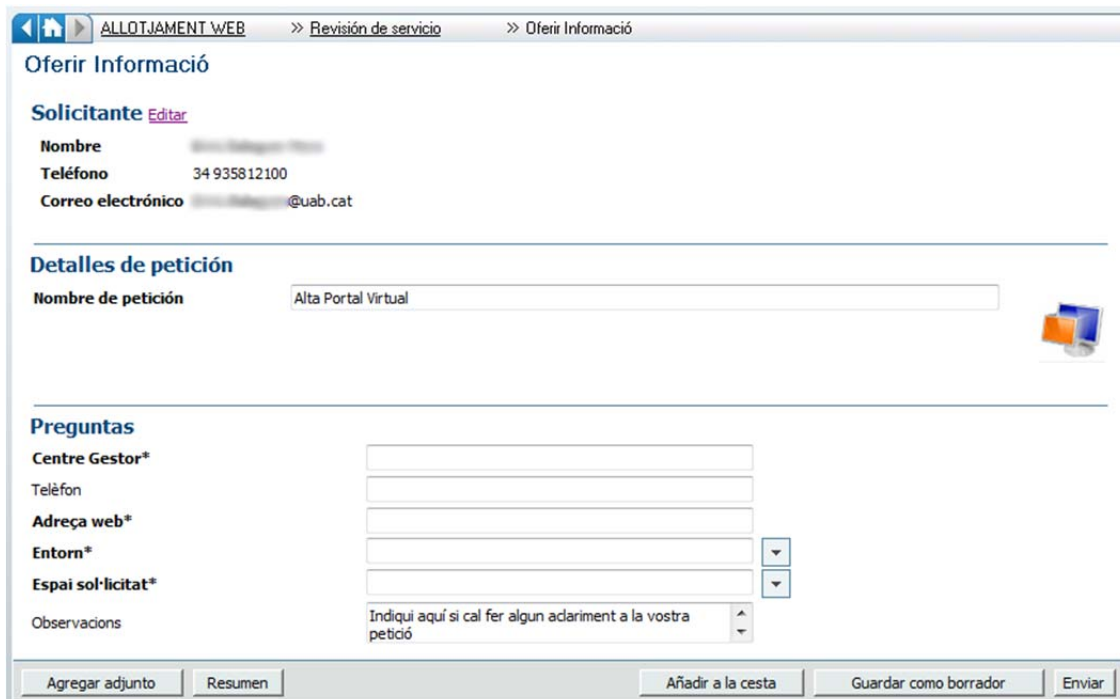 ALLOTJAMENT WEB >> Revisión de servicio >> Oferir Informació
Oferir Informació
Solicitante Editar
Nombre
Teléfono 34 935812100
Correo electrónico @uab.cat
Detalles de petición
Nombre de petición Alta Portal Virtual
Preguntas
Centre Gestor*
Telèfon
Adreça web*
Entorn*
Espai sol·licitat*
Observacions Indiqui aquí si cal fer algun aclariment a la vostra
petició
Agregar adjunto Resumen Añadir a la cesta Guardar como borrador Enviar